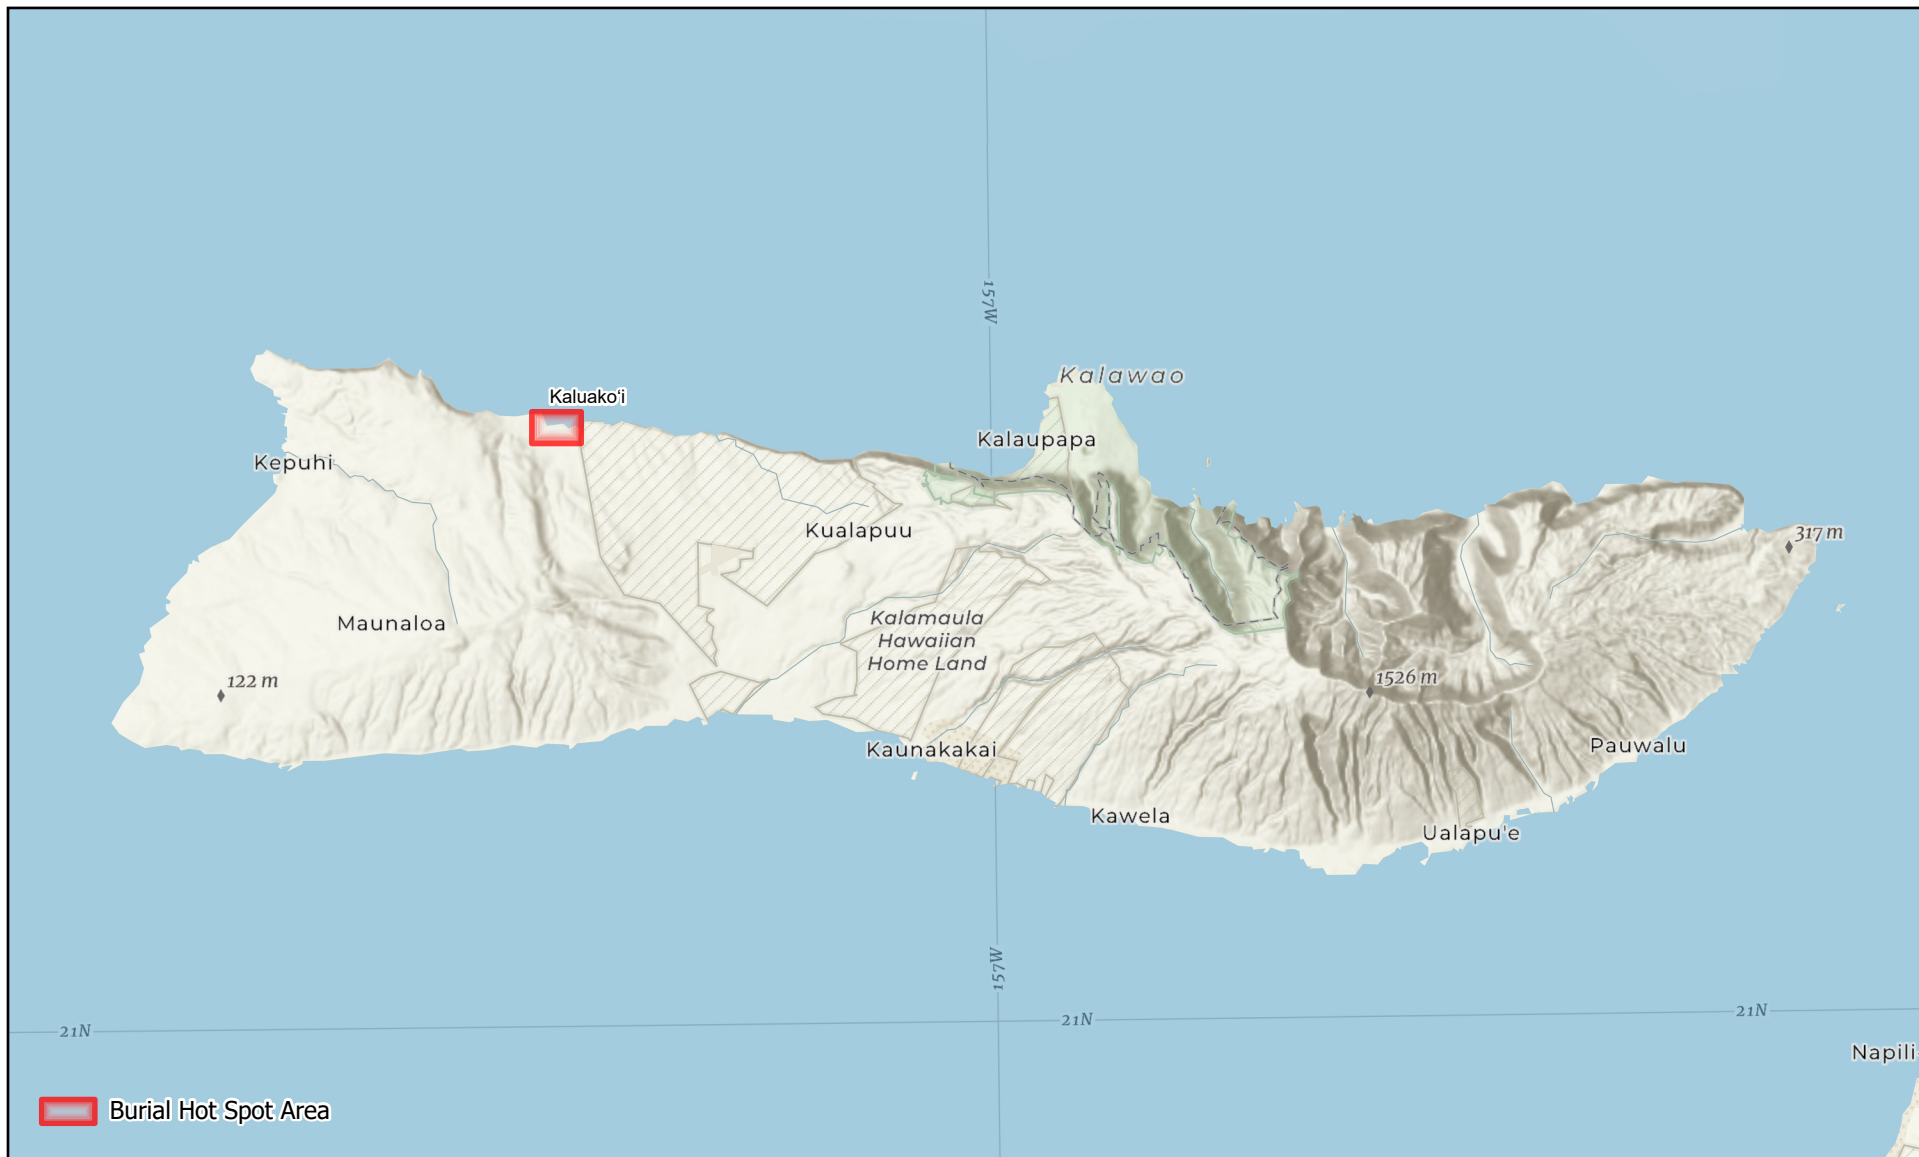 157W
Kalawao
Kaluakoʻi
Kalaupapa
Kepuhi
Kualapuu
317 m
Maunaloa
Kalamaula
Hawaiian
Home Land
122 m
1526 m
Kaunakakai
Pauwalu
Kawela
Ualapu'e
157W
21N
21N
21N
Napili
Burial Hot Spot Area